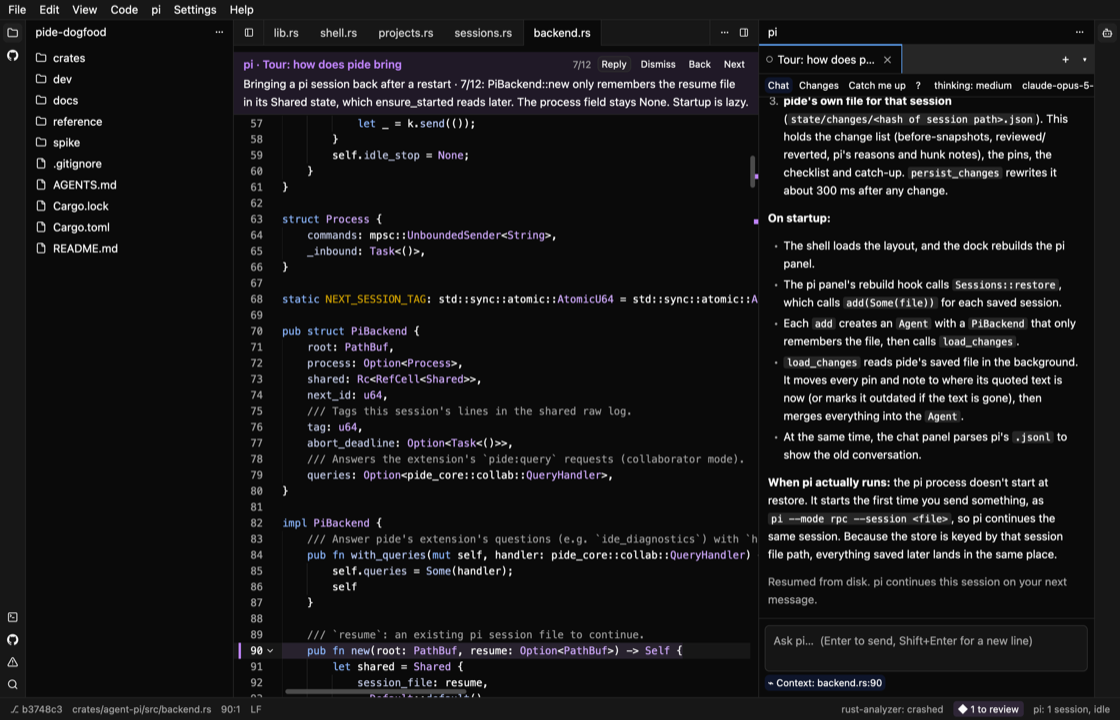 File Edit View Code pi Settings Help
pide-dogfood ···
crates
dev
docs
reference
spike
.gitignore
AGENTS.md
Cargo.lock
Cargo.toml
README.md
lib.rs shell.rs projects.rs sessions.rs backend.rs ···
pi · Tour: how does pide bring 7/12 Reply Dismiss Back Next
Bringing a pi session back after a restart · 7/12: PiBackend::new only remembers the resume file
in its Shared state, which ensure_started reads later. The process field stays None. Startup is lazy.
57 let _ = k.send(());
58 }
59 self.idle_stop = None;
60 }
61 }
62
63 struct Process {
64 commands: mpsc::UnboundedSender<String>,
65 _inbound: Task<()>,
66 }
67
68 static NEXT_SESSION_TAG: std::sync::atomic::AtomicU64 = std::sync::atomic::A
69
70 pub struct PiBackend {
71 root: PathBuf,
72 process: Option<Process>,
73 shared: Rc<RefCell<Shared>>,
74 next_id: u64,
75 /// Tags this session's lines in the shared raw log.
76 tag: u64,
77 abort_deadline: Option<Task<()>>,
78 /// Answers the extension's `pide:query` requests (collaborator mode).
79 queries: Option<pide_core::collab::QueryHandler>,
80 }
81
82 impl PiBackend {
83 /// Answer pide's extension's questions (e.g. `ide_diagnostics`) with `h
84 pub fn with_queries(mut self, handler: pide_core::collab::QueryHandler)
85 self.queries = Some(handler);
86 self
87 }
88
89 /// `resume`: an existing pi session file to continue.
90 pub fn new(root: PathBuf, resume: Option<PathBuf>) -> Self {
91 let shared = Shared {
92 session_file: resume,
pi ···
Tour: how does p... × +
Chat Changes Catch me up ? thinking: medium claude-opus-5-
3. pide's own file for that session
(state/changes/<hash of session path>.json). This
holds the change list (before-snapshots, reviewed/
reverted, pi's reasons and hunk notes), the pins, the
checklist and catch-up. persist_changes rewrites it
about 300 ms after any change.
On startup:
• The shell loads the layout, and the dock rebuilds the pi
panel.
• The pi panel's rebuild hook calls Sessions::restore,
which calls add(Some(file)) for each saved session.
• Each add creates an Agent with a PiBackend that only
remembers the file, then calls load_changes.
• load_changes reads pide's saved file in the background.
It moves every pin and note to where its quoted text is
now (or marks it outdated if the text is gone), then
merges everything into the Agent.
• At the same time, the chat panel parses pi's .jsonl to
show the old conversation.
When pi actually runs: the pi process doesn't start at
restore. It starts the first time you send something, as
pi --mode rpc --session <file>, so pi continues the
same session. Because the store is keyed by that session
file path, everything saved later lands in the same place.
Resumed from disk. pi continues this session on your next
message.
Ask pi... (Enter to send, Shift+Enter for a new line)
Context: backend.rs:90
b3748c3 crates/agent-pi/src/backend.rs 90:1 LF
rust-analyzer: crashed 1 to review pi: 1 session, idle